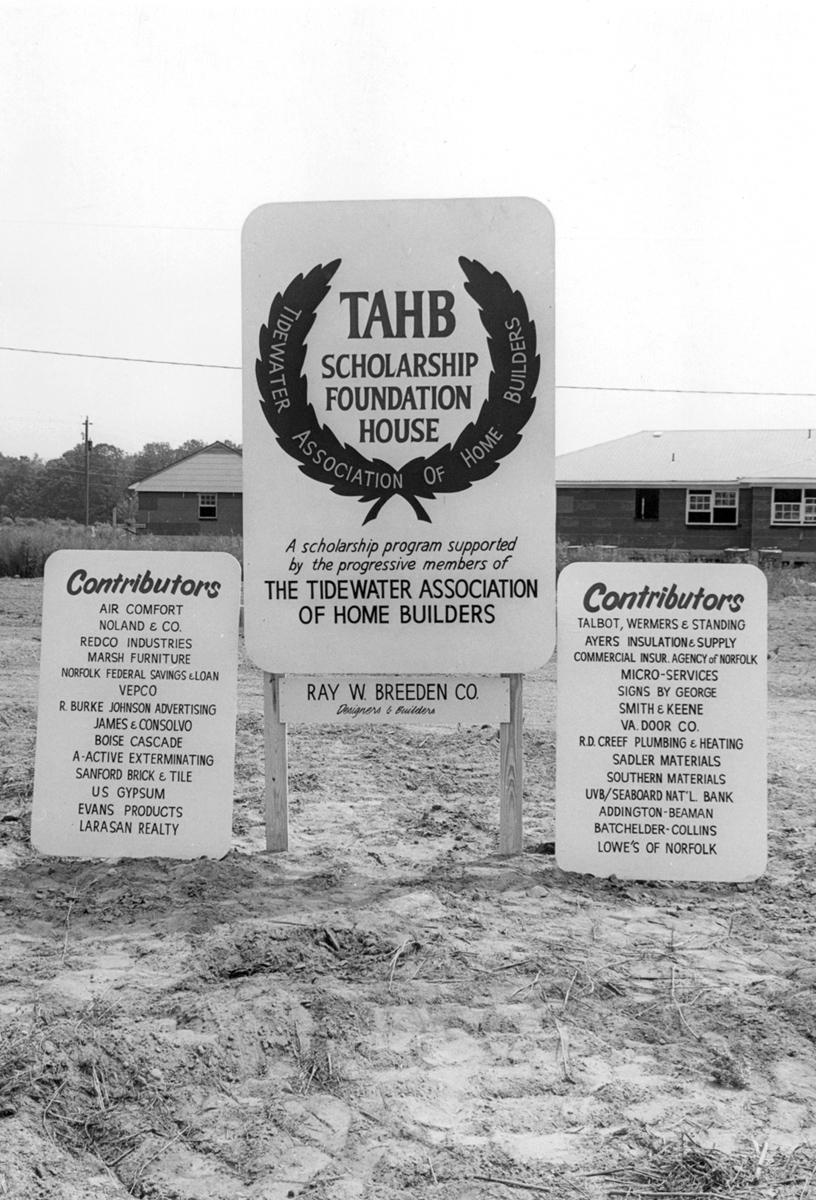 TAHB
SCHOLARSHIP
FOUNDATION
HOUSE
TIDEWATER ASSOCIATION OF HOME BUILDERS
A scholarship program supported
by the progressive members of
THE TIDEWATER ASSOCIATION
OF HOME BUILDERS
RAY W. BREEDEN CO.
Designers & Builders
Contributors
AIR COMFORT
NOLAND & CO.
REDCO INDUSTRIES
MARSH FURNITURE
NORFOLK FEDERAL SAVINGS & LOAN
VEPCO
R. BURKE JOHNSON ADVERTISING
JAMES & CONSOLVO
BOISE CASCADE
A-ACTIVE EXTERMINATING
SANFORD BRICK & TILE
US GYPSUM
EVANS PRODUCTS
LARASAN REALTY
Contributors
TALBOT, WERMERS & STANDING
AYERS INSULATION & SUPPLY
COMMERCIAL INSUR. AGENCY of NORFOLK
MICRO-SERVICES
SIGNS BY GEORGE
SMITH & KEENE
VA. DOOR CO.
R.D. CREEF PLUMBING & HEATING
SADLER MATERIALS
SOUTHERN MATERIALS
UVB/SEABOARD NAT'L. BANK
ADDINGTON-BEAMAN
BATCHELDER-COLLINS
LOWE'S OF NORFOLK